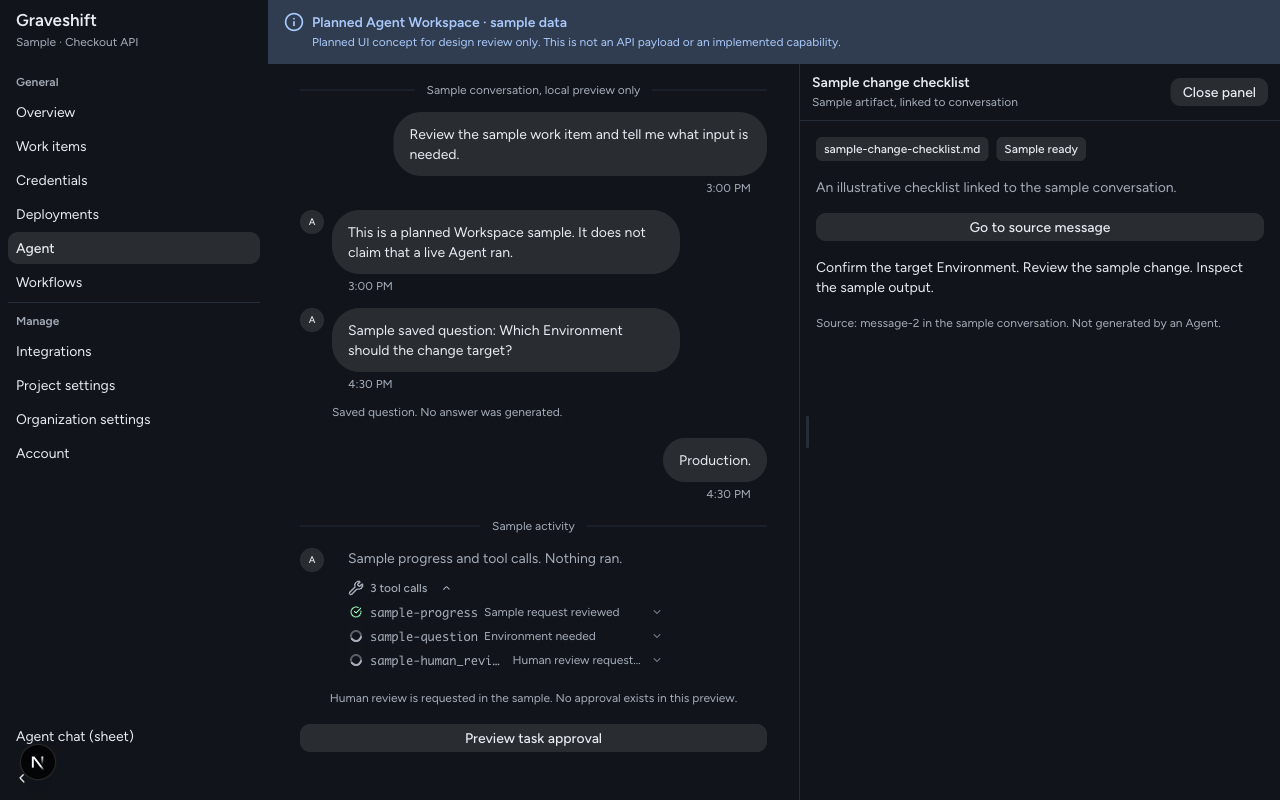 Graveshift
Sample · Checkout API
Planned Agent Workspace · sample data
Planned UI concept for design review only. This is not an API payload or an implemented capability.
General
Overview
Work items
Credentials
Deployments
Agent
Workflows
Manage
Integrations
Project settings
Organization settings
Account
Agent chat (sheet)
N
Sample conversation, local preview only
Review the sample work item and tell me what input is
needed.
3:00 PM
A
This is a planned Workspace sample. It does not
claim that a live Agent ran.
3:00 PM
A
Sample saved question: Which Environment
should the change target?
4:30 PM
Saved question. No answer was generated.
Production.
4:30 PM
Sample activity
A
Sample progress and tool calls. Nothing ran.
3 tool calls
sample-progress Sample request reviewed
sample-question Environment needed
sample-human_revi… Human review request…
Human review is requested in the sample. No approval exists in this preview.
Preview task approval
Sample change checklist
Sample artifact, linked to conversation
Close panel
sample-change-checklist.md Sample ready
An illustrative checklist linked to the sample conversation.
Go to source message
Confirm the target Environment. Review the sample change. Inspect
the sample output.
Source: message-2 in the sample conversation. Not generated by an Agent.